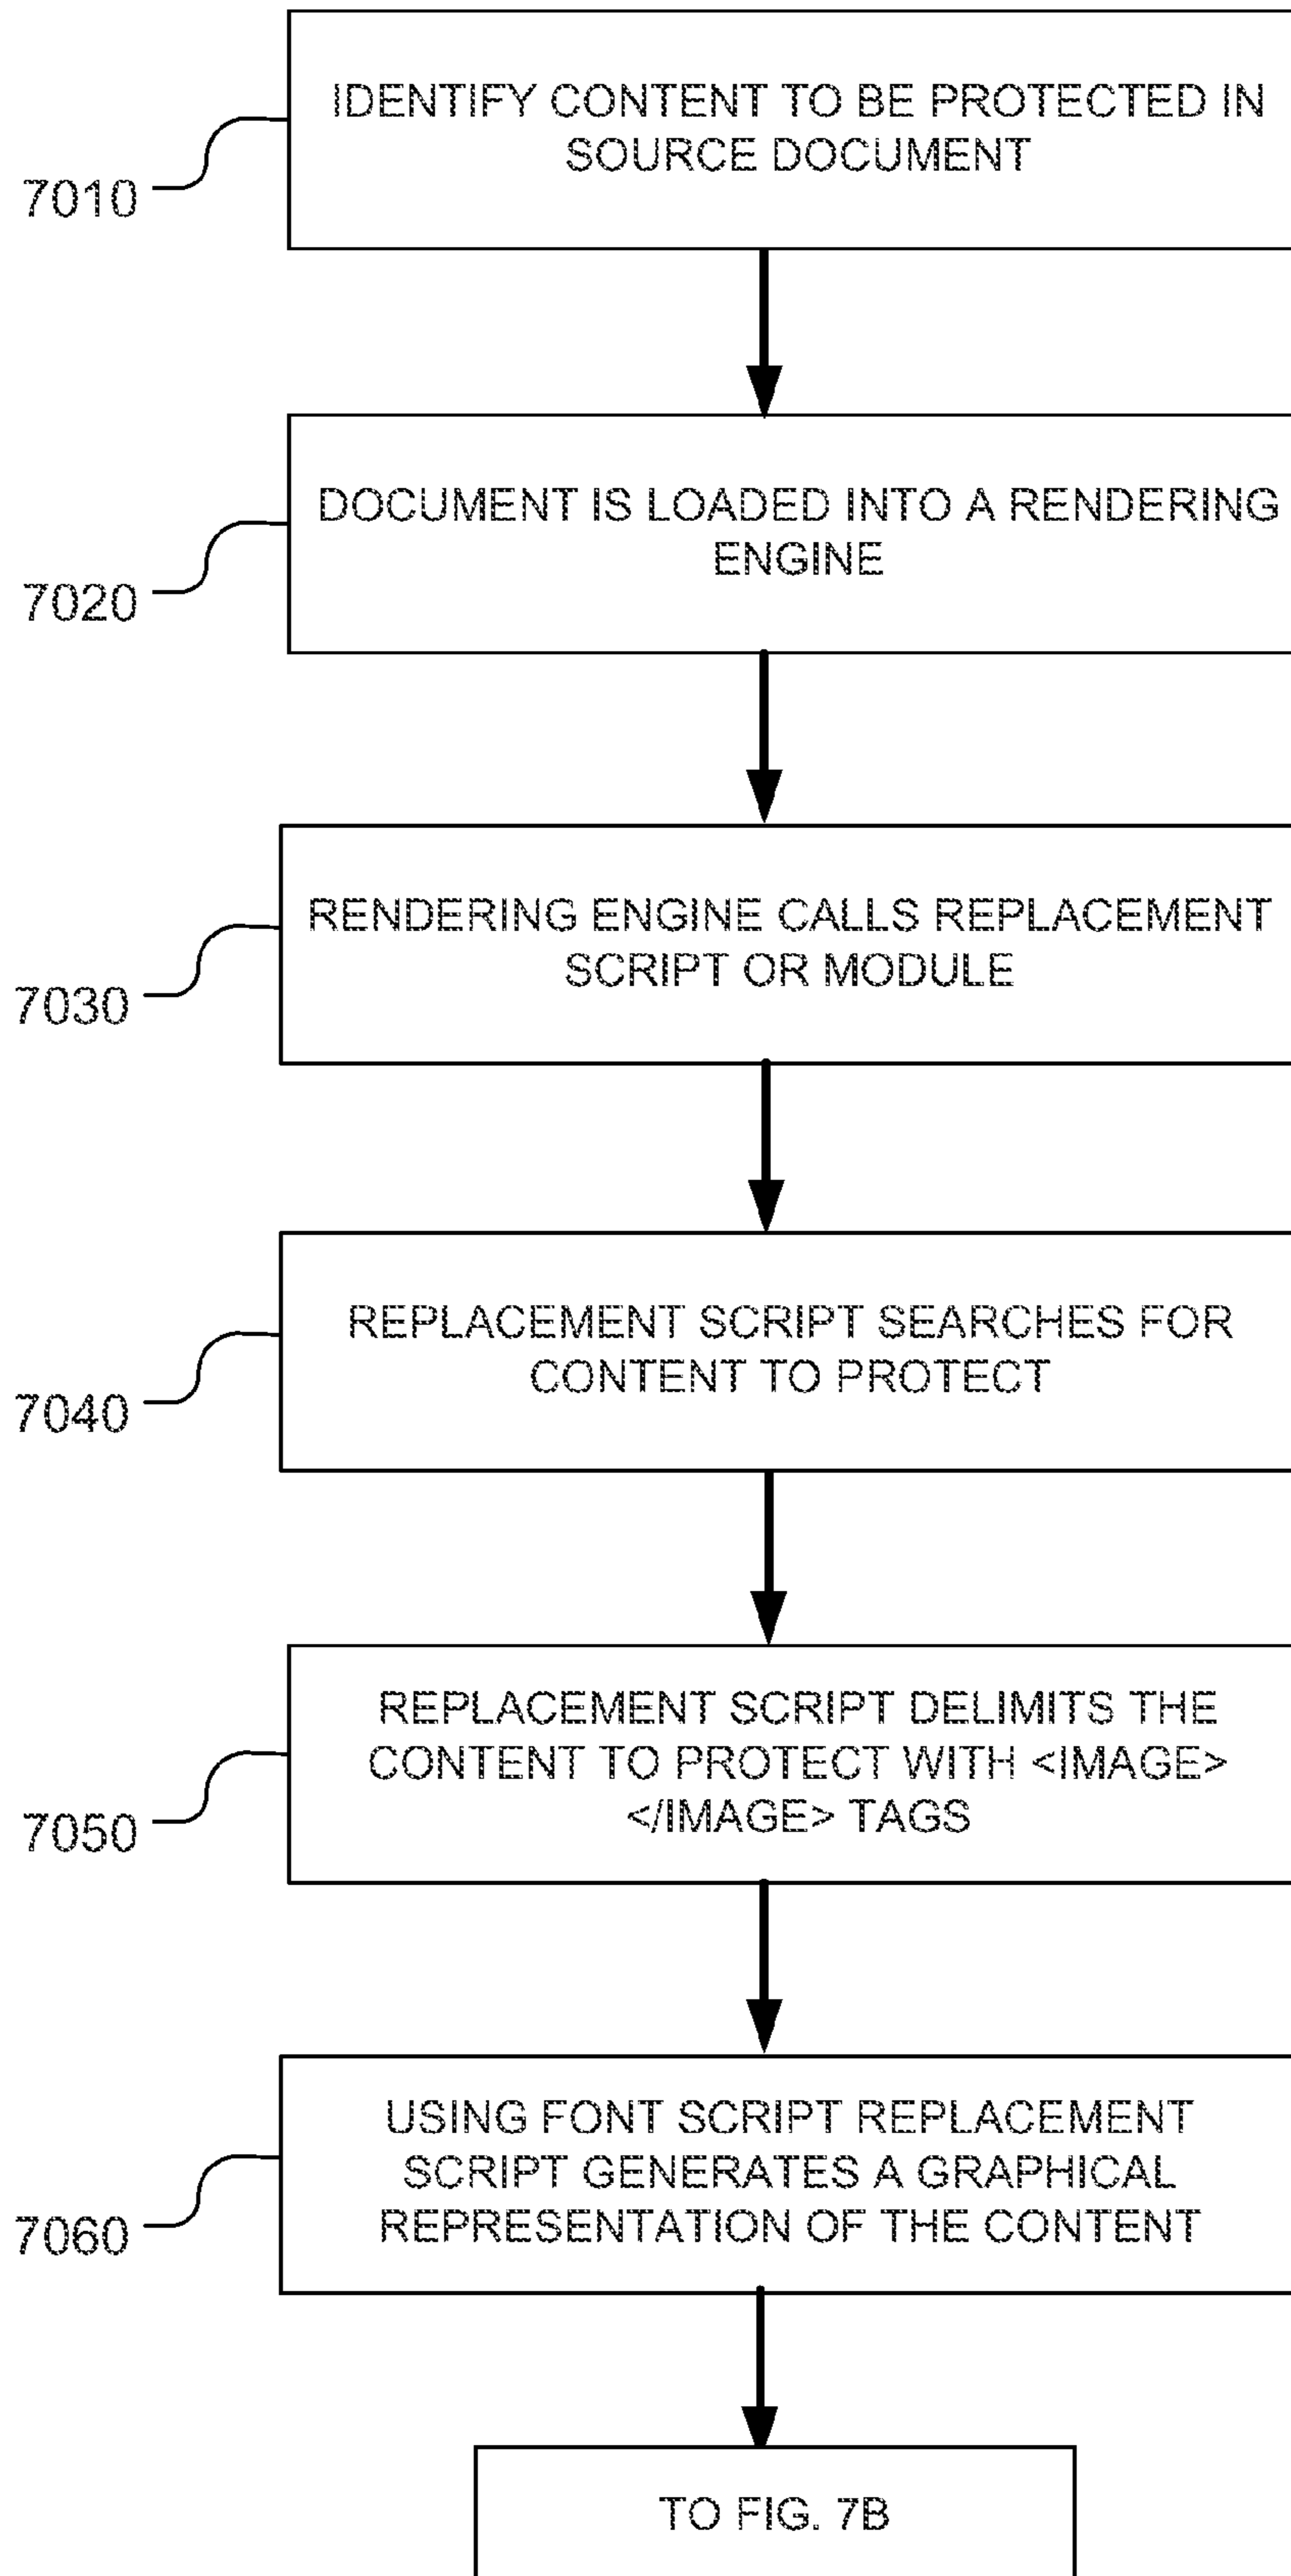 IDENTIFY CONTENT TO BE PROTECTED IN
SOURCE DOCUMENT
7010
DOCUMENT IS LOADED INTO A RENDERING
ENGINE
7020
RENDERING ENGINE CALLS REPLACEMENT
SCRIPT OR MODULE
7030
REPLACEMENT SCRIPT SEARCHES FOR
CONTENT TO PROTECT
7040
REPLACEMENT SCRIPT DELIMITS THE
CONTENT TO PROTECT WITH <IMAGE>
</IMAGE> TAGS
7050
USING FONT SCRIPT REPLACEMENT
SCRIPT GENERATES A GRAPHICAL
REPRESENTATION OF THE CONTENT
7060
TO FIG. 7B